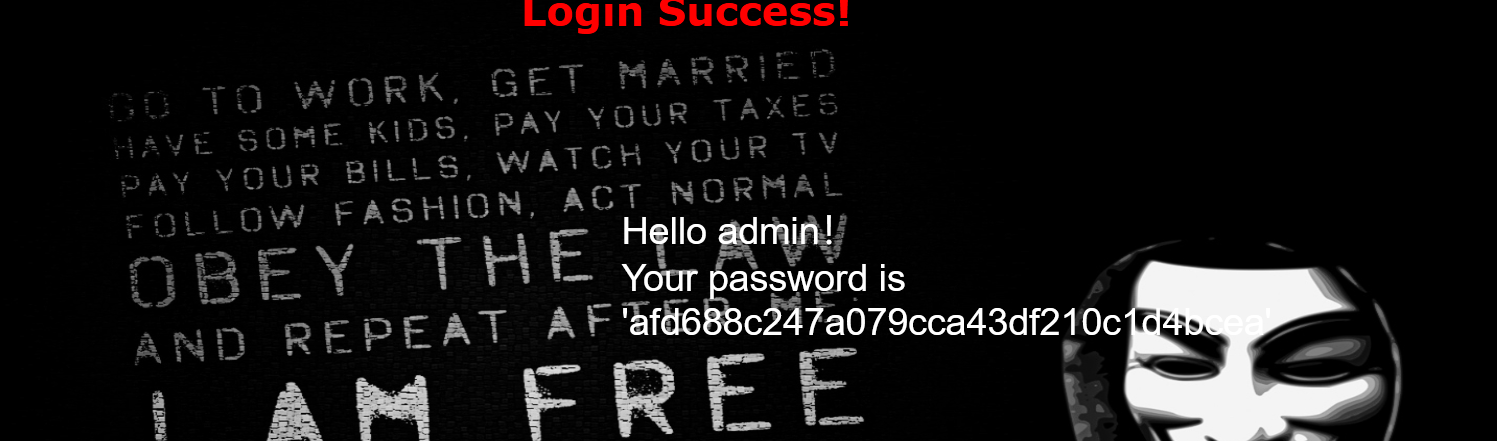 Login Success!
GO TO WORK, GET MARRIED
HAVE SOME KIDS, PAY YOUR TAXES
PAY YOUR BILLS, WATCH YOUR TV
FOLLOW FASHION, ACT NORMAL
OBEY THE LAW
AND REPEAT AFTER ME:
I AM FREE
Hello admin!
Your password is
'afd688c247a079cca43df210c1d4bcea'